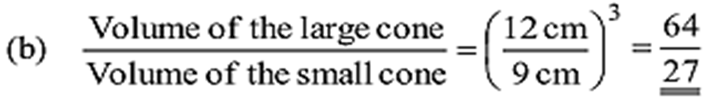 (b) Volume of the large cone / Volume of the small cone = (12 cm / 9 cm)^3 = 64 / 27